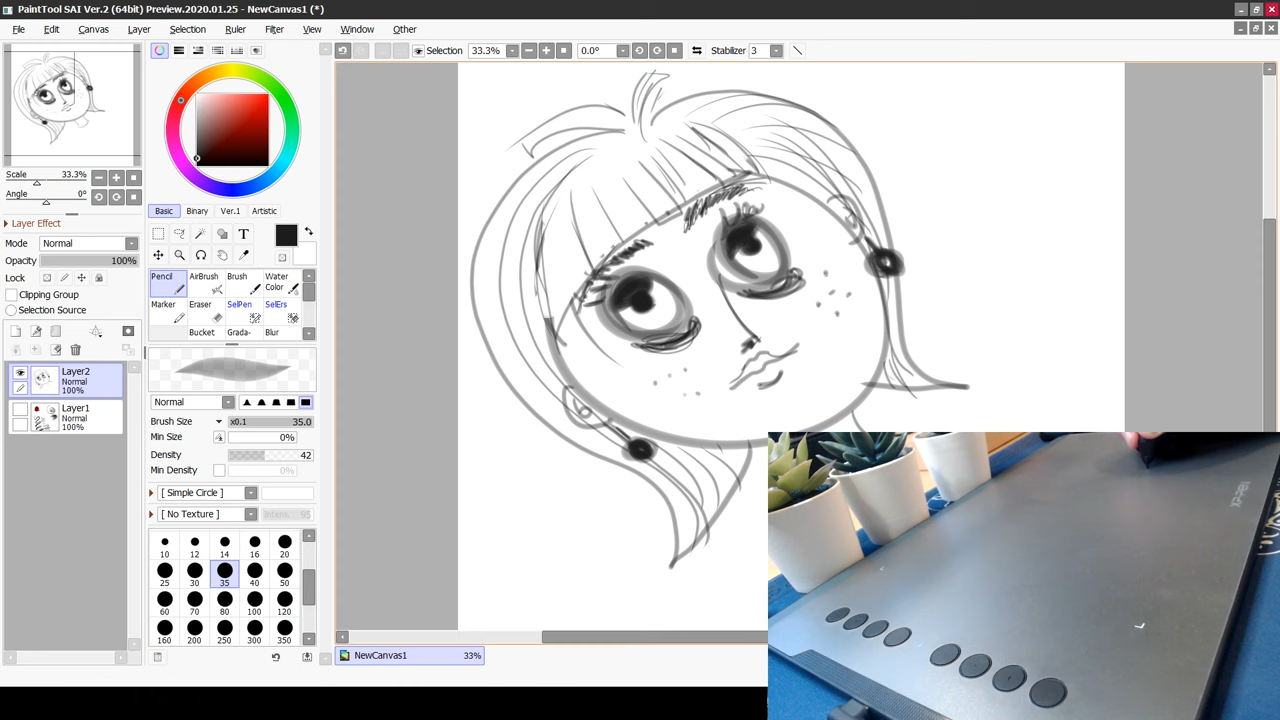 PaintTool SAI Ver.2 (64bit) Preview.2020.01.25 - NewCanvas1 (*)
File Edit Canvas Layer Selection Ruler Filter View Window Other
Selection 33.3% 0.0° Stabilizer 3
Scale 33.3%
Angle 0°
Layer Effect
Mode Normal
Opacity 100%
Lock
Clipping Group
Selection Source
Layer2
Normal
100%
Layer1
Normal
100%
Basic Binary Ver.1 Artistic
T
Pencil AirBrush Brush Water Color
Marker Eraser SelPen SelErs
Bucket Grada- Blur
Normal
Brush Size x0.1 35.0
Min Size 0%
Density 42
Min Density 0%
[ Simple Circle ]
[ No Texture ] Intens. 95
10 12 14 16 20
25 30 35 40 50
60 70 80 100 120
160 200 250 300 350
NewCanvas1 33%
XPPEN